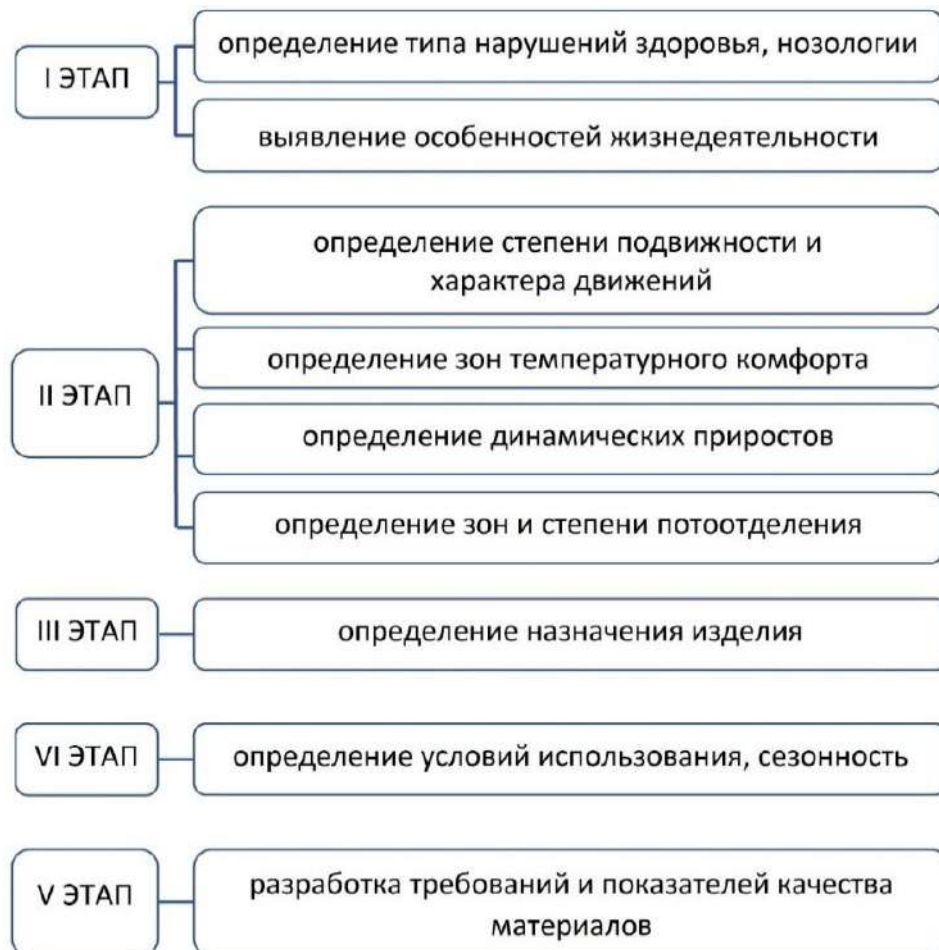 I ЭТАП
определение типа нарушений здоровья, нозологии
выявление особенностей жизнедеятельности
II ЭТАП
определение степени подвижности и
характера движений
определение зон температурного комфорта
определение динамических приростов
определение зон и степени потоотделения
III ЭТАП
определение назначения изделия
VI ЭТАП
определение условий использования, сезонность
V ЭТАП
разработка требований и показателей качества
материалов